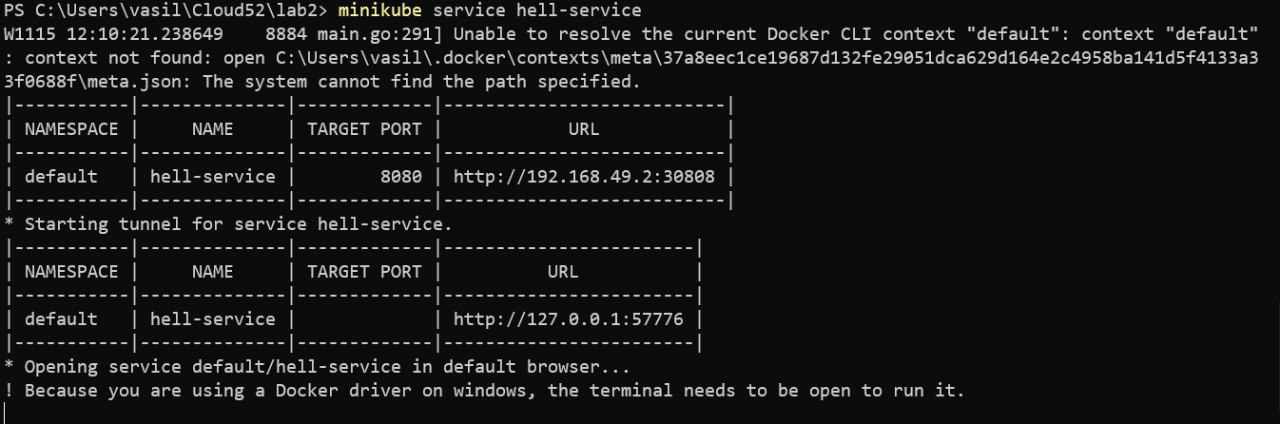 PS C:\Users\vasil\Cloud52\lab2> minikube service hell-service
W1115 12:10:21.238649    8884 main.go:291] Unable to resolve the current Docker CLI context "default": context "default"
: context not found: open C:\Users\vasil\.docker\contexts\meta\37a8eec1ce19687d132fe29051dca629d164e2c4958ba141d5f4133a3
3f0688f\meta.json: The system cannot find the path specified.
|-----------|--------------|-------------|---------------------------|
| NAMESPACE |     NAME     | TARGET PORT |            URL            |
|-----------|--------------|-------------|---------------------------|
| default   | hell-service |        8080 | http://192.168.49.2:30808 |
|-----------|--------------|-------------|---------------------------|
* Starting tunnel for service hell-service.
|-----------|--------------|-------------|------------------------|
| NAMESPACE |     NAME     | TARGET PORT |          URL           |
|-----------|--------------|-------------|------------------------|
| default   | hell-service |             | http://127.0.0.1:57776 |
|-----------|--------------|-------------|------------------------|
* Opening service default/hell-service in default browser...
! Because you are using a Docker driver on windows, the terminal needs to be open to run it.